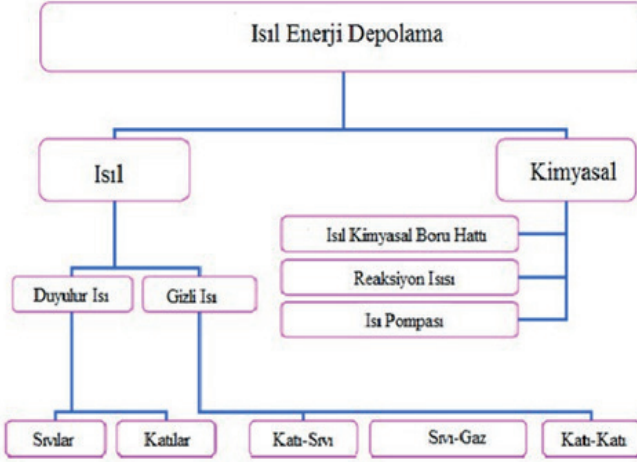 Isıl Enerji Depolama
Isıl
Kimyasal
Isıl Kimyasal Boru Hattı
Reaksiyon Isısı
Isı Pompası
Duyulur Isı
Gizli Isı
Sıvılar
Katılar
Katı-Sıvı
Sıvı-Gaz
Katı-Katı